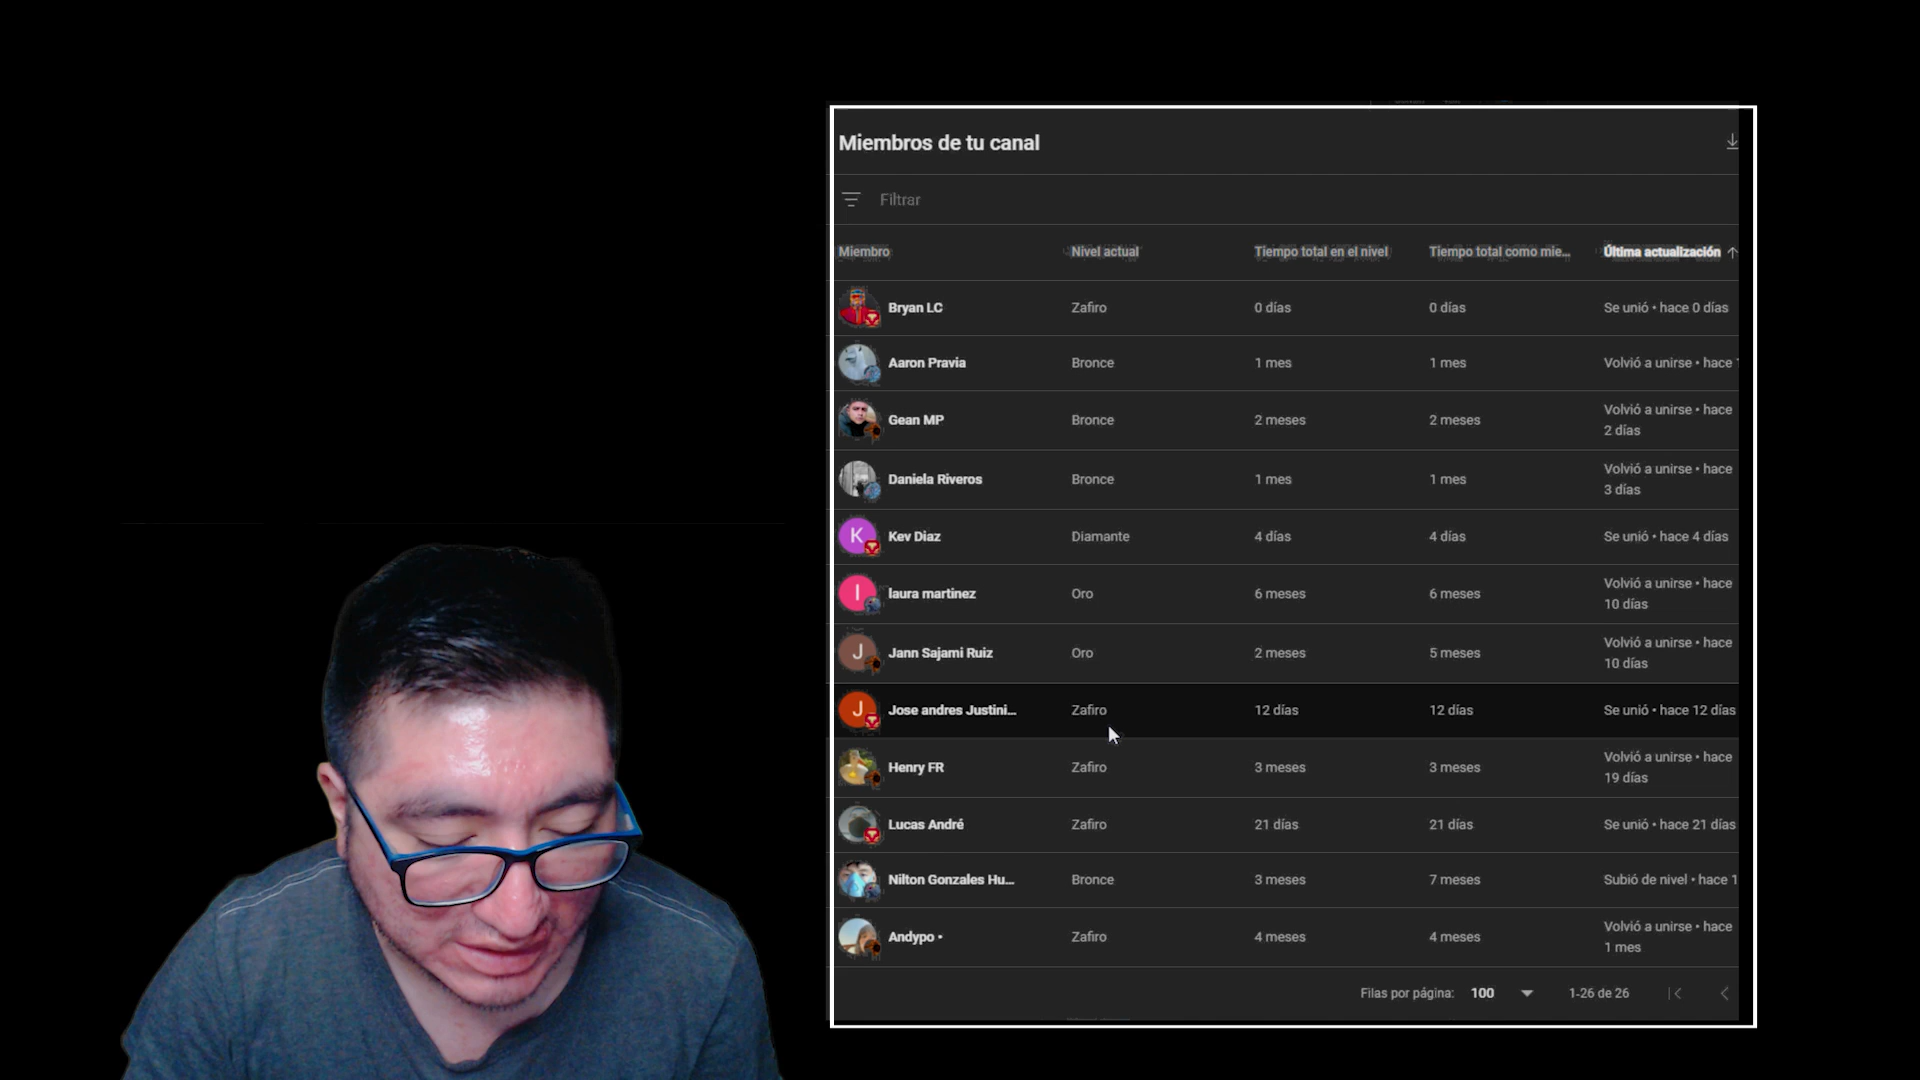 Miembros de tu canal
Filtrar
Miembro Nivel actual Tiempo total en el nivel Tiempo total como mie... Última actualización
Bryan LC Zafiro 0 días 0 días Se unió • hace 0 días
Aaron Pravia Bronce 1 mes 1 mes Volvió a unirse • hace
Gean MP Bronce 2 meses 2 meses Volvió a unirse • hace
2 días
Daniela Riveros Bronce 1 mes 1 mes Volvió a unirse • hace
3 días
K Kev Diaz Diamante 4 días 4 días Se unió • hace 4 días
l laura martinez Oro 6 meses 6 meses Volvió a unirse • hace
10 días
J Jann Sajami Ruiz Oro 2 meses 5 meses Volvió a unirse • hace
10 días
J Jose andres Justini... Zafiro 12 días 12 días Se unió • hace 12 días
Henry FR Zafiro 3 meses 3 meses Volvió a unirse • hace
19 días
Lucas André Zafiro 21 días 21 días Se unió • hace 21 días
Nilton Gonzales Hu... Bronce 3 meses 7 meses Subió de nivel • hace 1
Andypo • Zafiro 4 meses 4 meses Volvió a unirse • hace
1 mes
Filas por página: 100 1-26 de 26